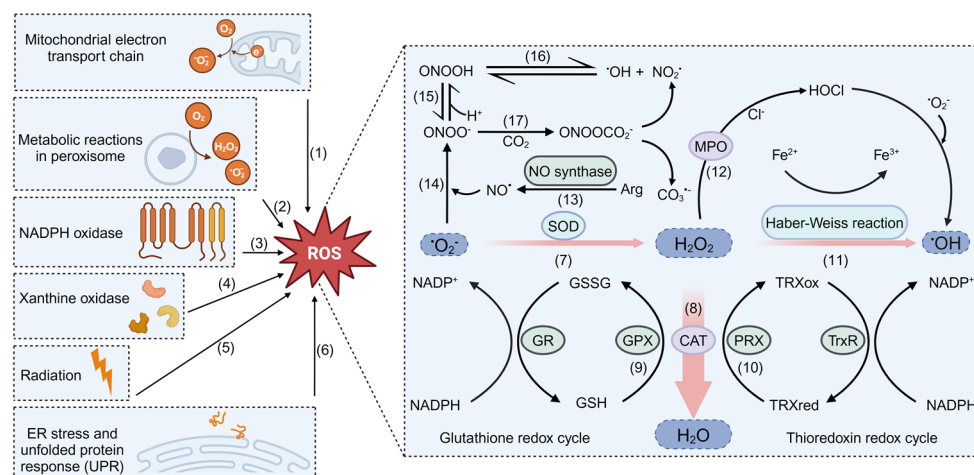 Mitochondrial electron
transport chain
O₂
e⁻
•O₂⁻
Metabolic reactions
in peroxisome
O₂
H₂O₂
•O₂⁻
NADPH oxidase
Xanthine oxidase
Radiation
ER stress and
unfolded protein
response (UPR)
(1)
(2)
(3)
(4)
(5)
(6)
ROS
ONOOH
(16)
•OH + NO₂•
(15)
H⁺
ONOO⁻
(17)
CO₂
ONOOCO₂⁻
CO₃•⁻
(14)
NO•
NO synthase
(13)
Arg
MPO
(12)
Cl⁻
HOCl
•O₂⁻
Fe²⁺
Fe³⁺
•O₂⁻
SOD
(7)
H₂O₂
Haber-Weiss reaction
(11)
•OH
NADP⁺
GSSG
(8)
TRXox
NADP⁺
GR
GPX
(9)
CAT
PRX
(10)
TrxR
NADPH
GSH
TRXred
NADPH
Glutathione redox cycle
H₂O
Thioredoxin redox cycle